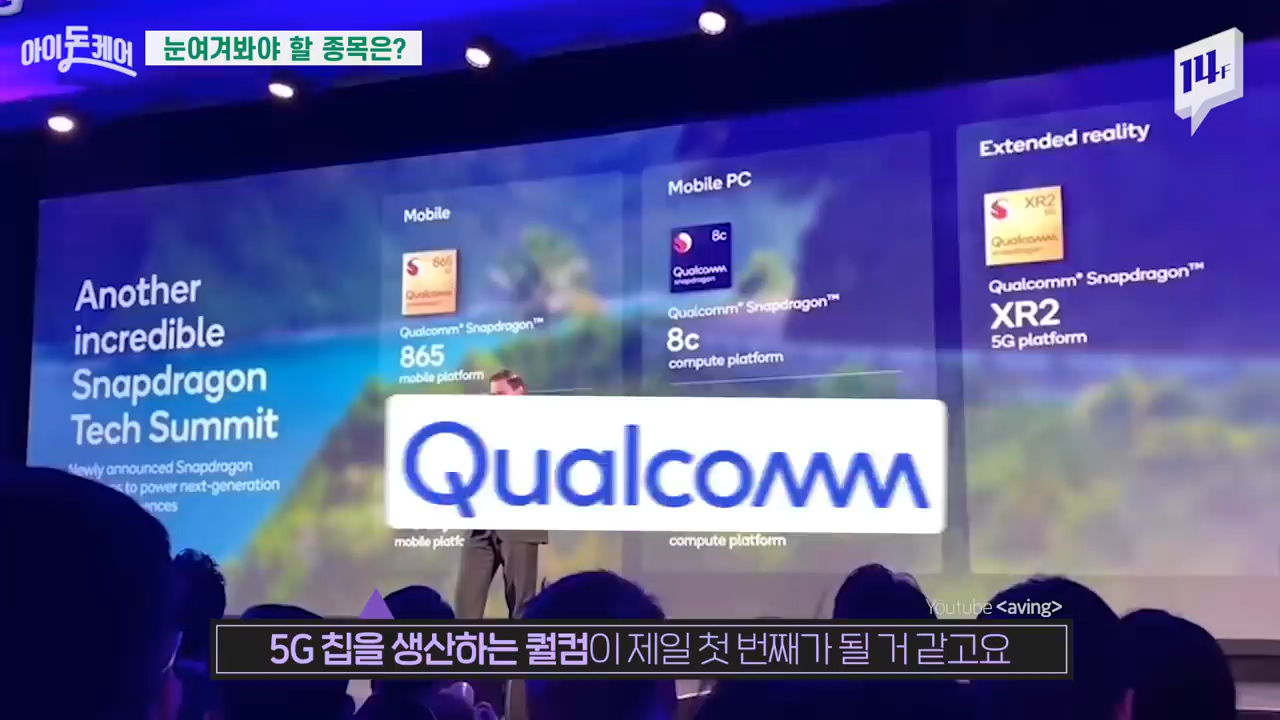 아이돈케어
눈여겨봐야 할 종목은?
14F
Another
incredible
Snapdragon
Tech Summit
Newly announced Snapdragon
to power next-generation
Mobile
865
Qualcomm
Qualcomm® Snapdragon™
865
mobile platform
mobile platfo
Mobile PC
8c
Qualcomm
snapdragon
Qualcomm® Snapdragon™
8c
compute platform
compute platform
Extended reality
XR2
5G
Qualcomm
snapdragon
Qualcomm® Snapdragon™
XR2
5G platform
Qualcomm
Youtube <aving>
5G 칩을 생산하는 퀄컴이 제일 첫 번째가 될 거 같고요